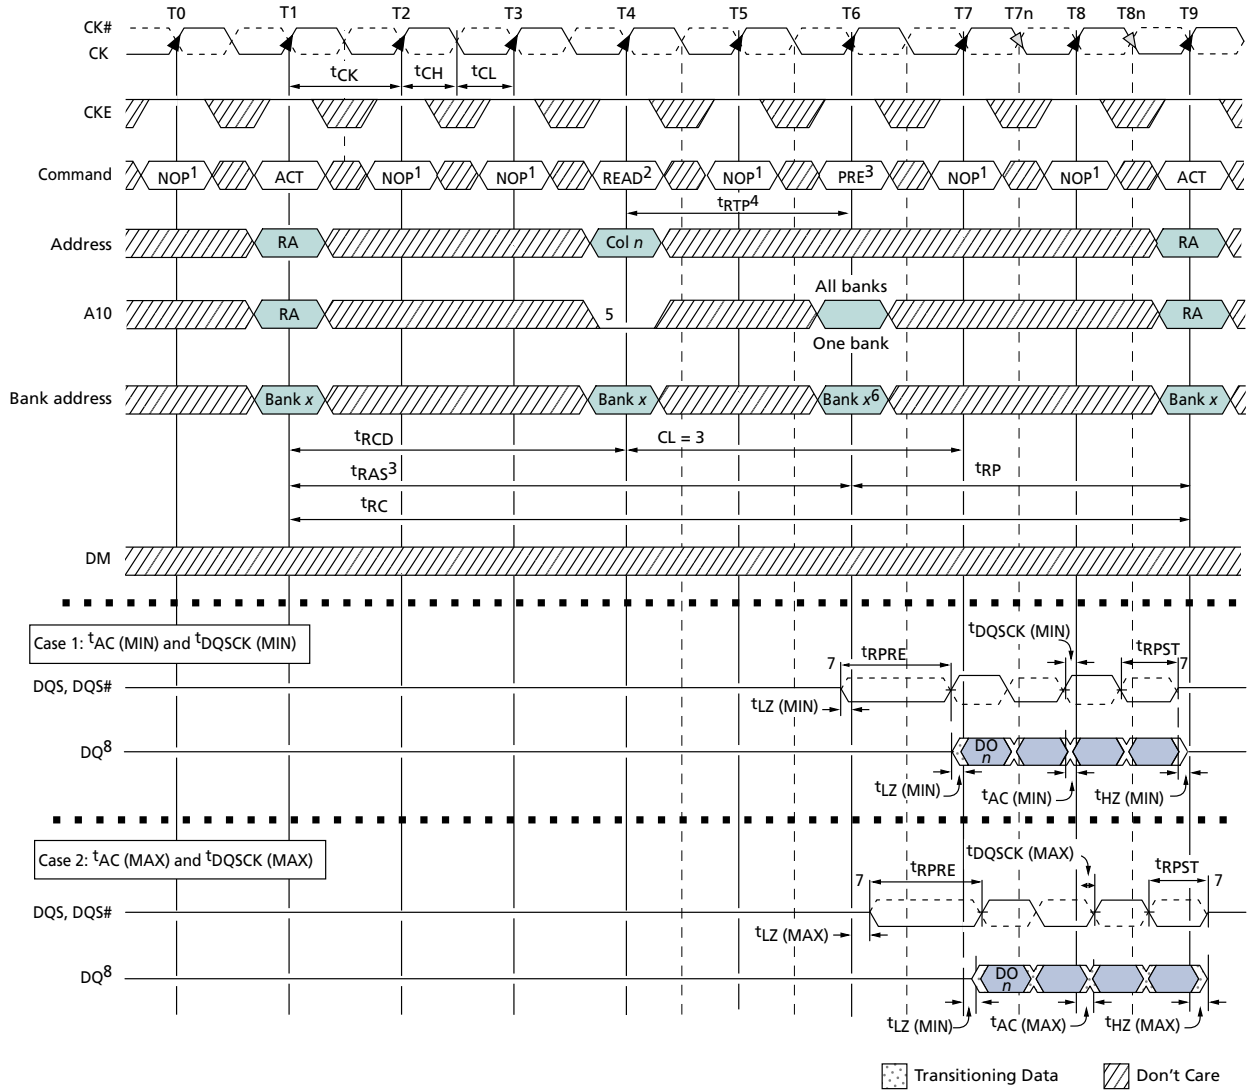 T0 T1 T2 T3 T4 T5 T6 T7 T7n T8 T8n T9
CK#
CK
tCK tCH tCL
CKE
Command NOP1 ACT NOP1 NOP1 READ2 NOP1 PRE3 NOP1 NOP1 ACT
tRTP4
Address RA Col n RA
All banks
A10 RA 5 RA
One bank
Bank address Bank x Bank x Bank x6 Bank x
tRCD CL = 3
tRAS3 tRP
tRC
DM
Case 1: tAC (MIN) and tDQSCK (MIN)
tDQSCK (MIN)
7 tRPRE tRPST 7
DQS, DQS#
tLZ (MIN)
DQ8 DO n
tLZ (MIN) tAC (MIN) tHZ (MIN)
Case 2: tAC (MAX) and tDQSCK (MAX)
tDQSCK (MAX)
7 tRPRE tRPST 7
DQS, DQS#
tLZ (MAX)
DQ8 DO n
tLZ (MIN) tAC (MAX) tHZ (MAX)
Transitioning Data Don't Care